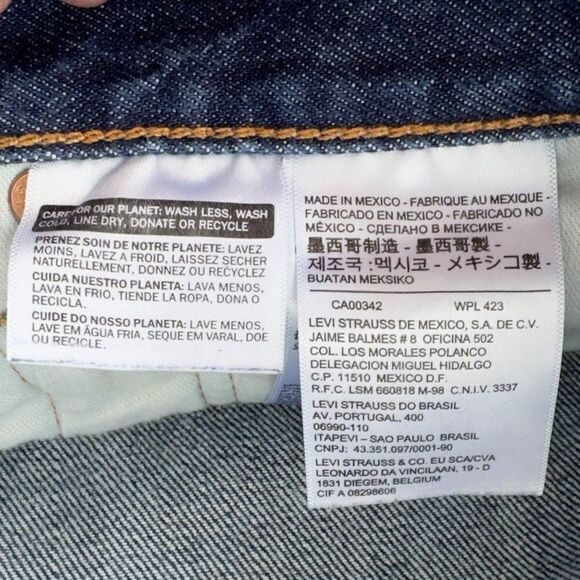 CARE FOR OUR PLANET: WASH LESS, WASH
COLD, LINE DRY, DONATE OR RECYCLE
PRENEZ SOIN DE NOTRE PLANETE: LAVEZ
MOINS, LAVEZ A FROID, LAISSEZ SECHER
NATURELLEMENT, DONNEZ OU RECYCLEZ
CUIDA NUESTRO PLANETA: LAVA MENOS,
LAVA EN FRIO, TIENDE LA ROPA, DONA O
RECICLA.
CUIDE DO NOSSO PLANETA: LAVE MENOS,
LAVE EM ÁGUA FRIA, SEQUE EM VARAL, DOE
OU RECICLE.
MADE IN MEXICO - FABRIQUE AU MEXIQUE -
FABRICADO EN MEXICO - FABRICADO NO
MÉXICO - СДЕЛАНО В МЕКСИКЕ -
墨西哥制造 - 墨西哥製 -
제조국 :멕시코 - メキシコ製 -
BUATAN MEKSIKO
CA00342 WPL 423
LEVI STRAUSS DE MEXICO, S.A. DE C.V.
JAIME BALMES # 8 OFICINA 502
COL. LOS MORALES POLANCO
DELEGACION MIGUEL HIDALGO
C.P. 11510 MEXICO D.F.
R.F.C. LSM 660818 M-98 C.N.I.V. 3337
LEVI STRAUSS DO BRASIL
AV. PORTUGAL, 400
06990-110
ITAPEVI - SAO PAULO BRASIL
CNPJ: 43.351.097/0001-90
LEVI STRAUSS & CO. EU SCA/CVA
LEONARDO DA VINCILAAN, 19 - D
1831 DIEGEM, BELGIUM
CIF A 08298606